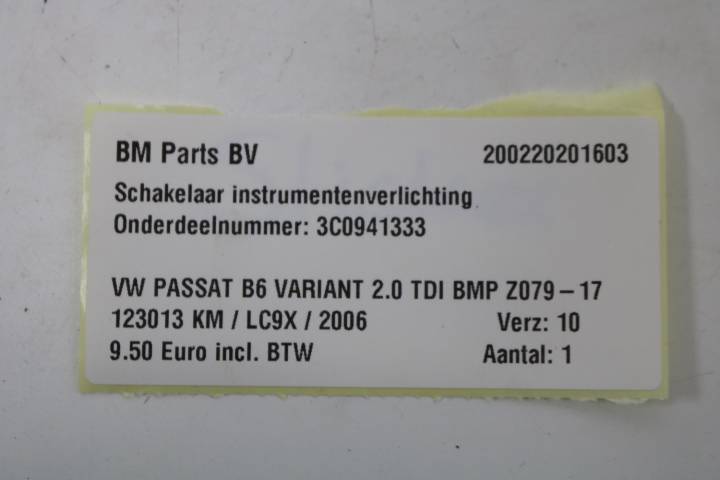 BM Parts BV 200220201603
Schakelaar instrumentenverlichting
Onderdeelnummer: 3C0941333
VW PASSAT B6 VARIANT 2.0 TDI BMP Z079-17
123013 KM / LC9X / 2006 Verz: 10
9.50 Euro incl. BTW Aantal: 1